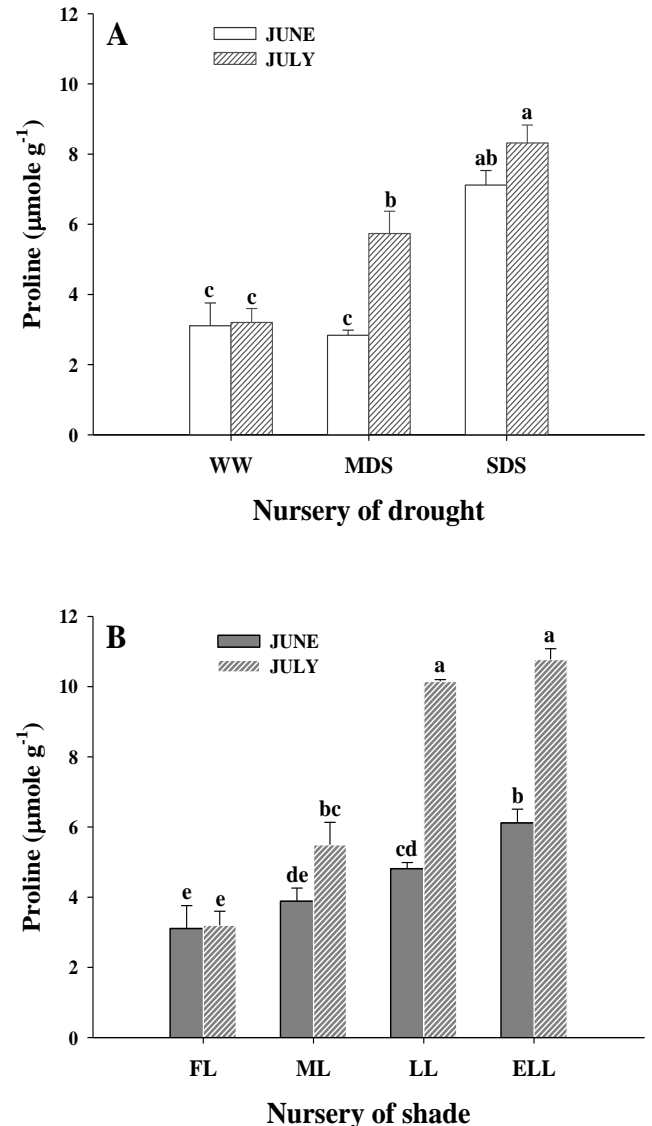 A
JUNE
JULY
12
10
8
6
4
2
0
Proline (μmole g⁻¹)
c
c
c
b
ab
a
WW MDS SDS
Nursery of drought
B
JUNE
JULY
12
10
8
6
4
2
0
Proline (μmole g⁻¹)
e
e
de
bc
cd
a
b
a
FL ML LL ELL
Nursery of shade